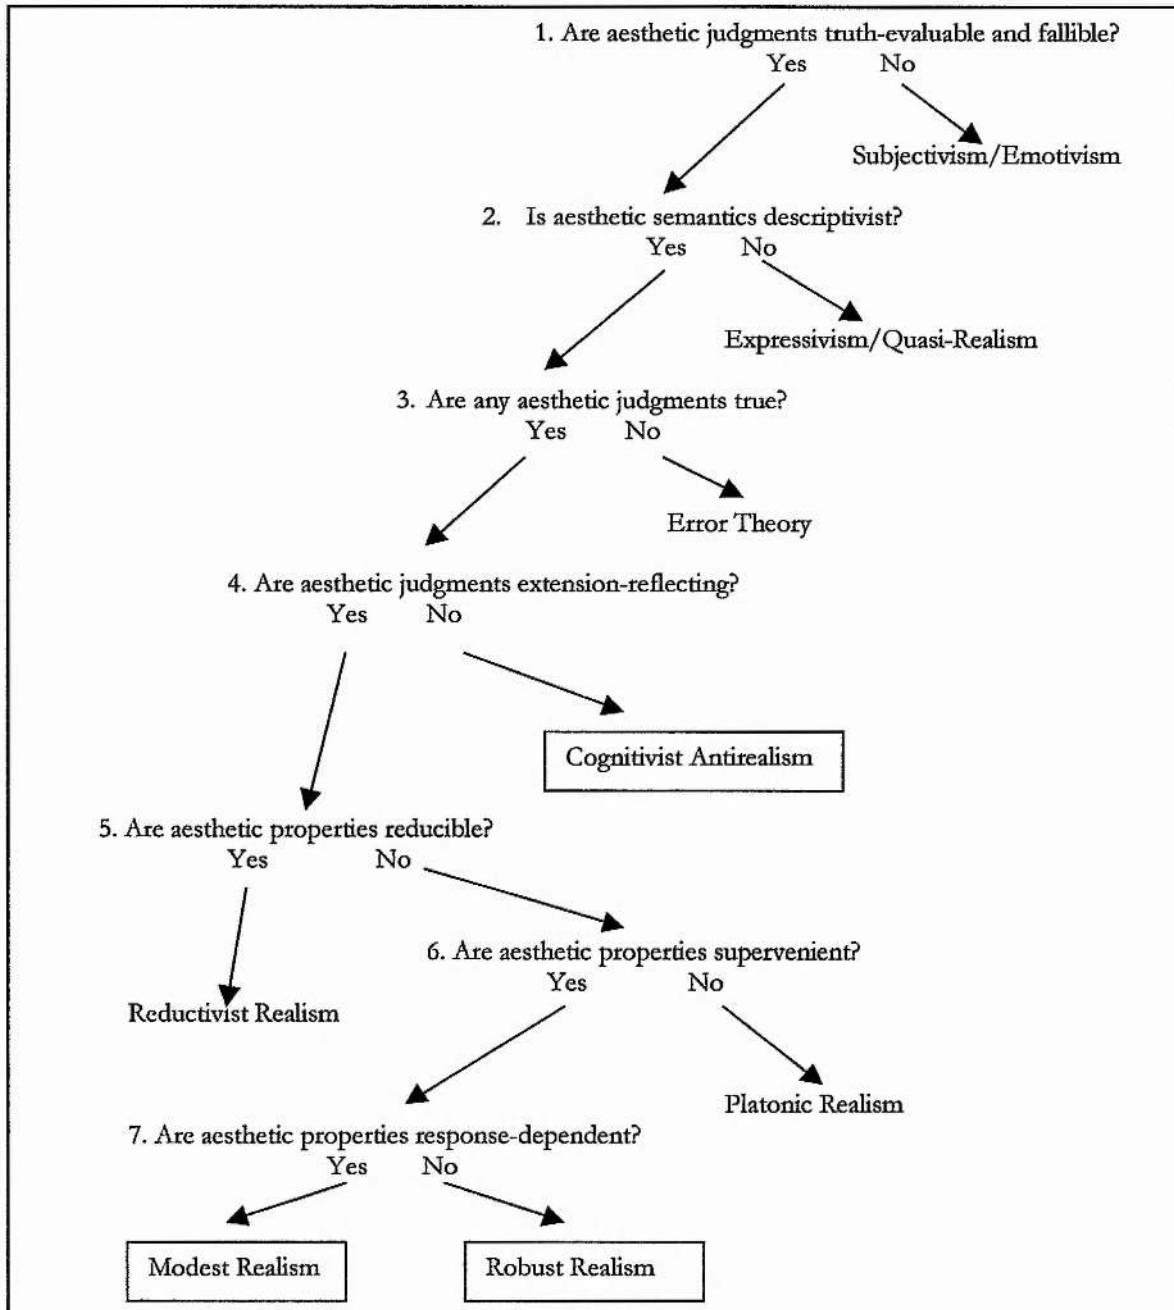 1. Are aesthetic judgments truth-evaluable and fallible?
Yes No
Subjectivism/Emotivism
2. Is aesthetic semantics descriptivist?
Yes No
Expressivism/Quasi-Realism
3. Are any aesthetic judgments true?
Yes No
Error Theory
4. Are aesthetic judgments extension-reflecting?
Yes No
Cognitivist Antirealism
5. Are aesthetic properties reducible?
Yes No
6. Are aesthetic properties supervenient?
Yes No
Reductivist Realism
Platonic Realism
7. Are aesthetic properties response-dependent?
Yes No
Modest Realism Robust Realism